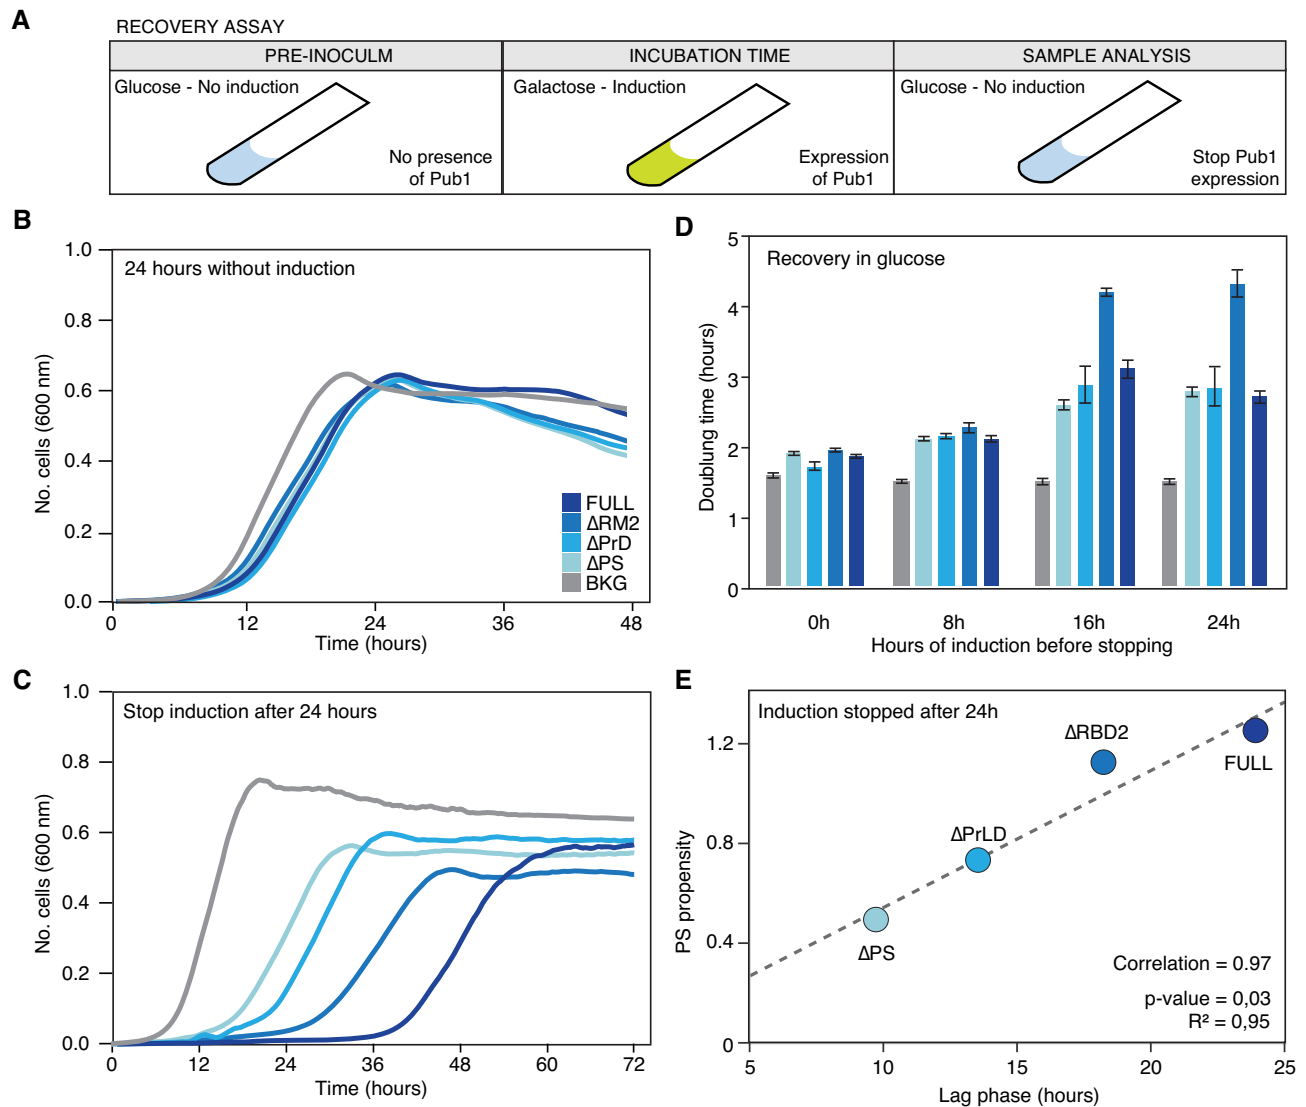 A
RECOVERY ASSAY
PRE-INOCULM
INCUBATION TIME
SAMPLE ANALYSIS
Glucose - No induction
No presence
of Pub1
Galactose - Induction
Expression
of Pub1
Glucose - No induction
Stop Pub1
expression
B
24 hours without induction
No. cells (600 nm)
1.0
0.8
0.6
0.4
0.2
0.0
0
12
24
36
48
Time (hours)
FULL
ΔRM2
ΔPrD
ΔPS
BKG
D
Recovery in glucose
Doublung time (hours)
5
4
3
2
1
0
0h
8h
16h
24h
Hours of induction before stopping
C
Stop induction after 24 hours
No. cells (600 nm)
1.0
0.8
0.6
0.4
0.2
0.0
0
12
24
36
48
60
72
Time (hours)
E
Induction stopped after 24h
PS propensity
1.2
0.8
0.4
0
ΔRBD2
FULL
ΔPrLD
ΔPS
Correlation = 0.97
p-value = 0,03
R² = 0,95
5
10
15
20
25
Lag phase (hours)